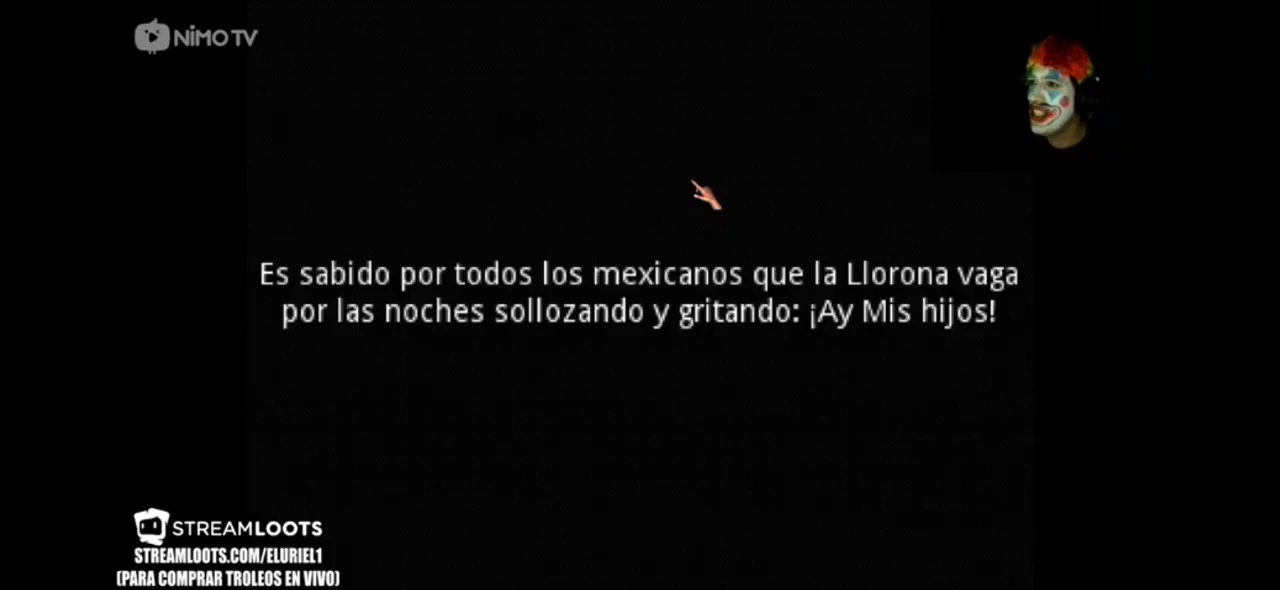 NIMO TV
Es sabido por todos los mexicanos que la Llorona vaga
por las noches sollozando y gritando: ¡Ay Mis hijos!
STREAMLOOTS
STREAMLOOTS.COM/ELURIEL1
(PARA COMPRAR TROLEOS EN VIVO)